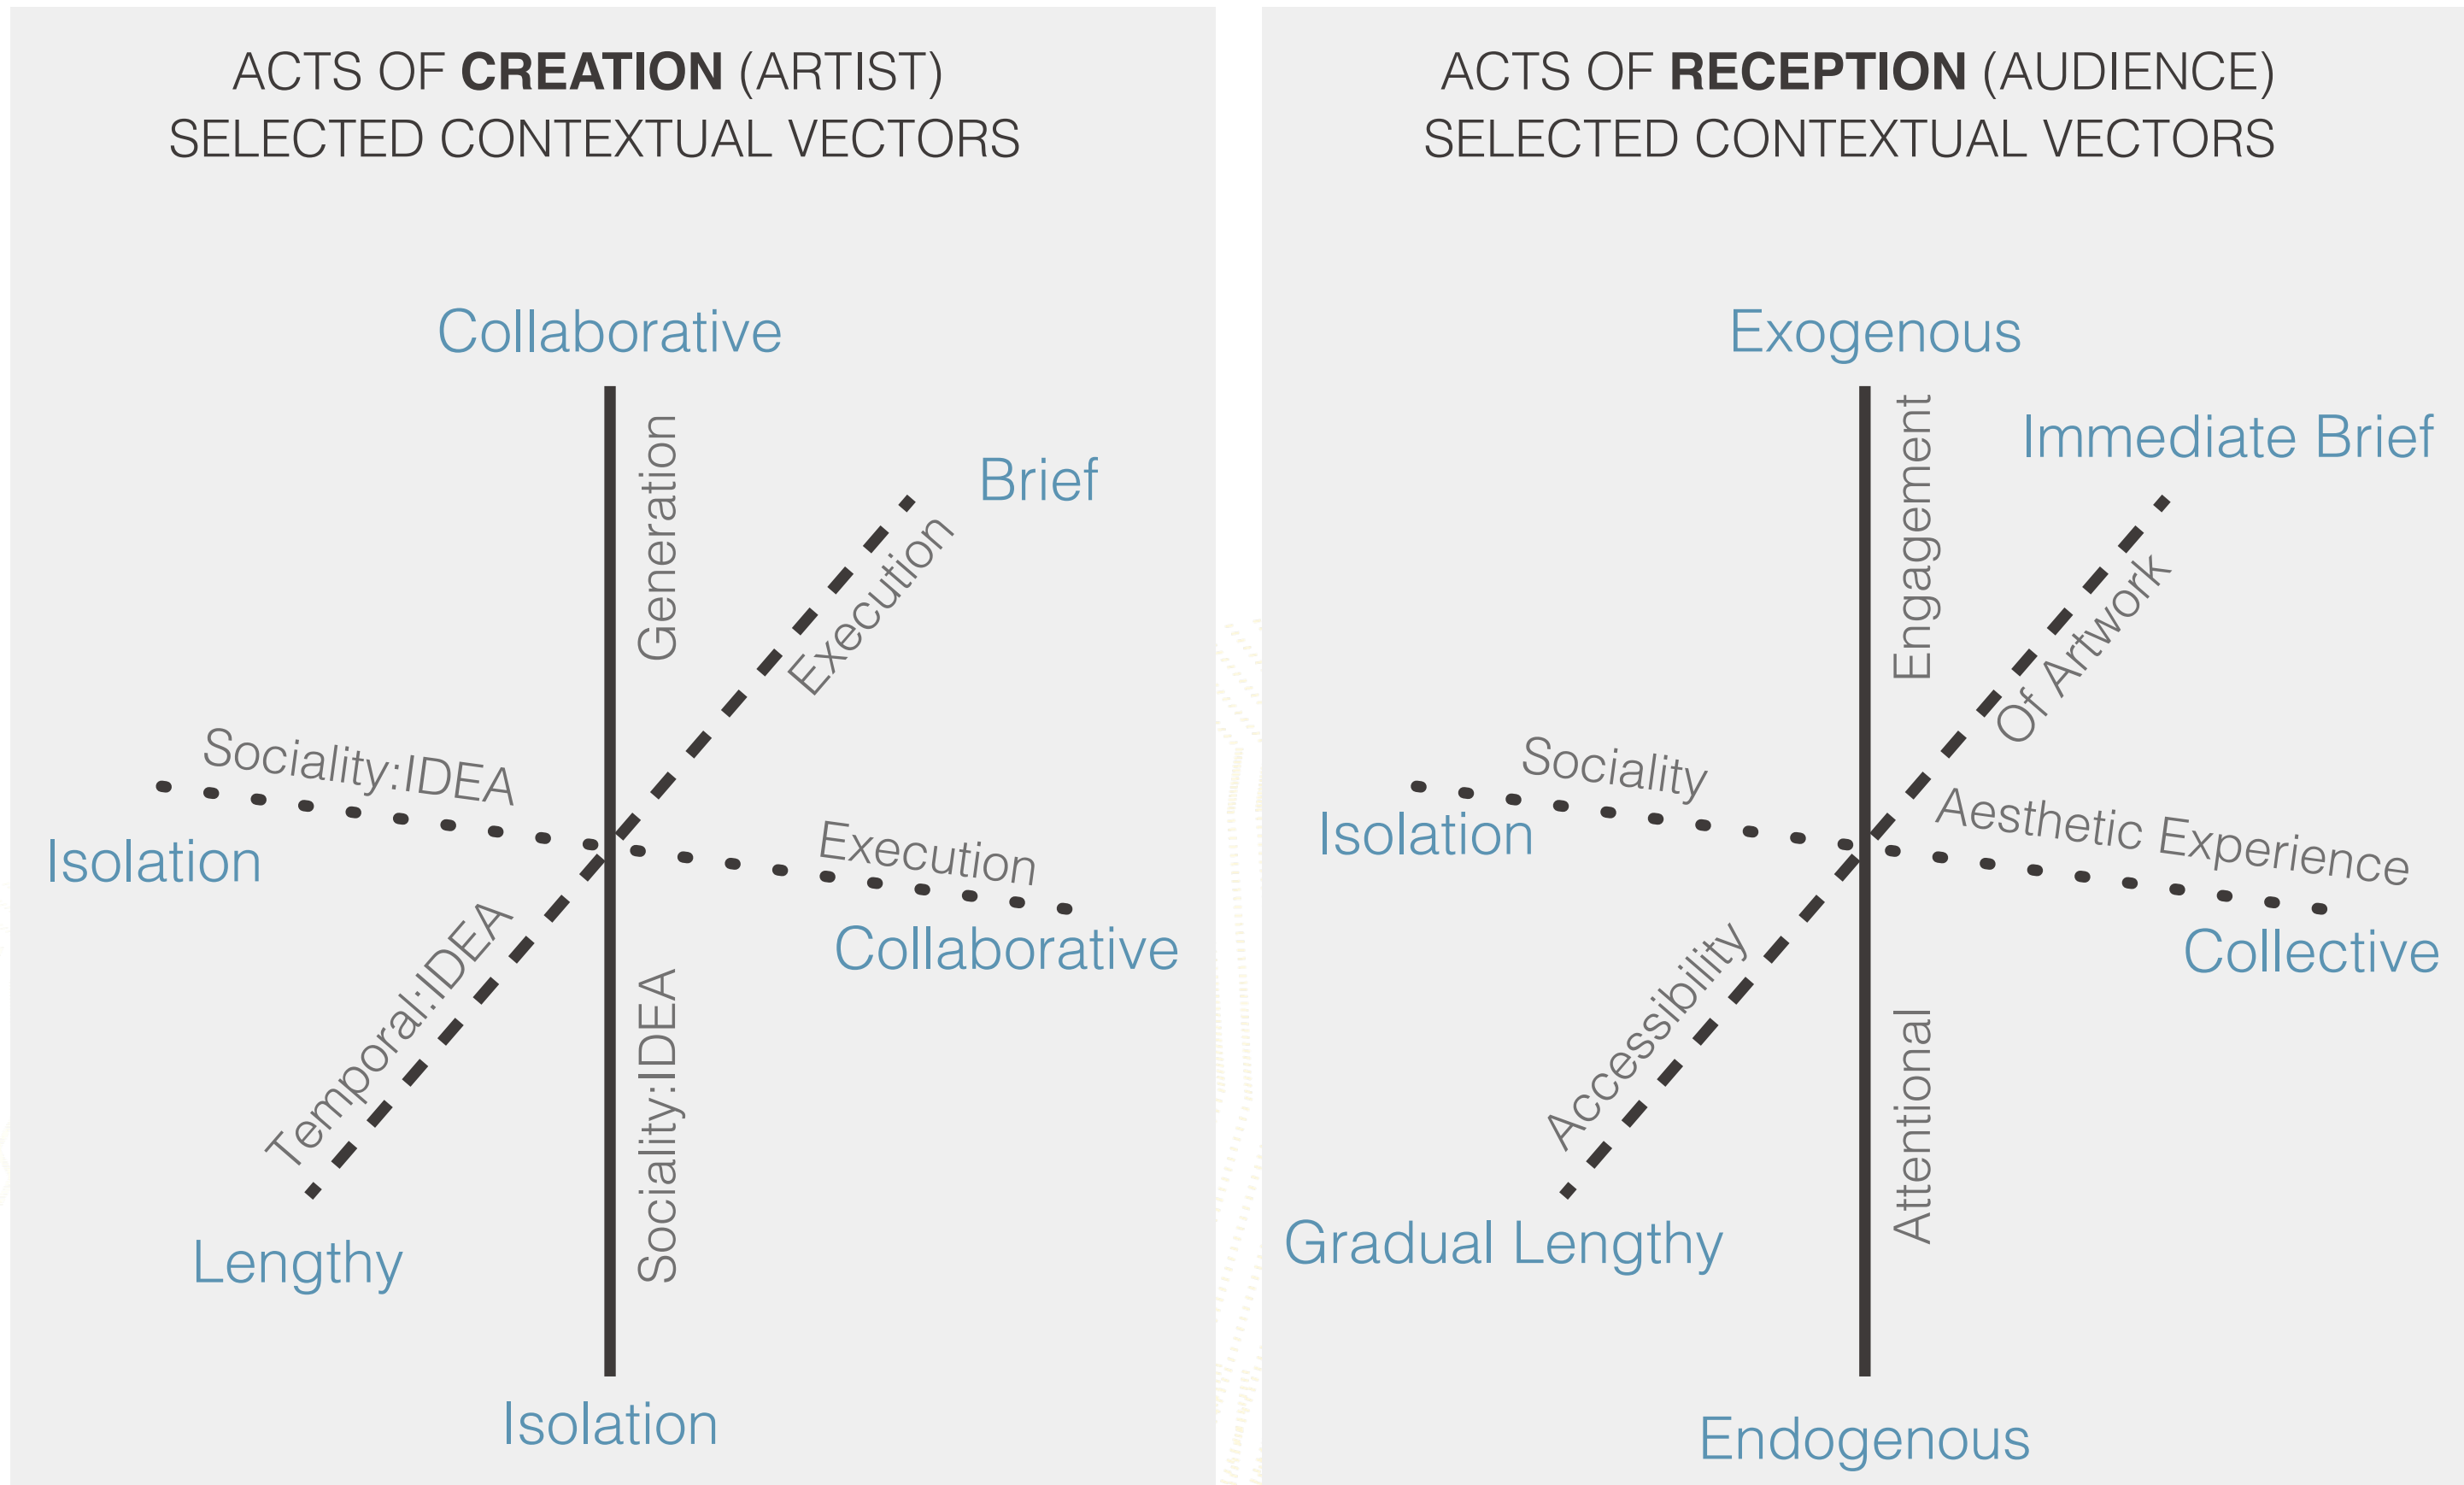 ACTS OF CREATION (ARTIST)
SELECTED CONTEXTUAL VECTORS
Collaborative
Generation
Brief
Execution
Sociality:IDEA
Isolation
Execution
Collaborative
Temporal:IDEA
Lengthy
Sociality:IDEA
Isolation
ACTS OF RECEPTION (AUDIENCE)
SELECTED CONTEXTUAL VECTORS
Exogenous
Engagement
Immediate Brief
Of Artwork
Sociality
Isolation
Aesthetic Experience
Collective
Accessibility
Gradual Lengthy
Attentional
Endogenous